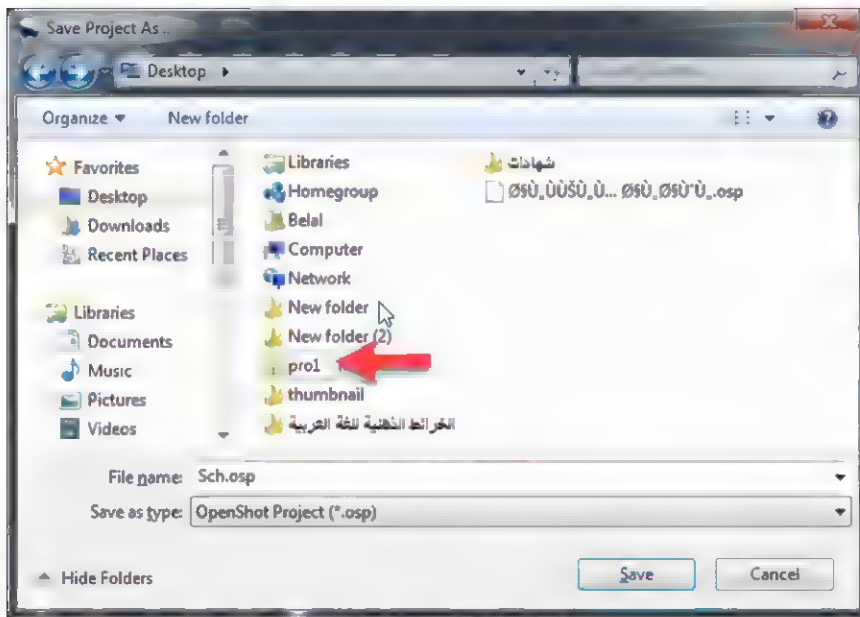 Save Project As ..
Desktop
Organize
New folder
Favorites
Desktop
Downloads
Recent Places
Libraries
Documents
Music
Pictures
Videos
Libraries
Homegroup
Belal
Computer
Network
New folder
New folder (2)
pro1
thumbnail
الخرائط الذهنية للغة العربية
شهادات
.osp
File name: Sch.osp
Save as type: OpenShot Project (*.osp)
Hide Folders
Save
Cancel